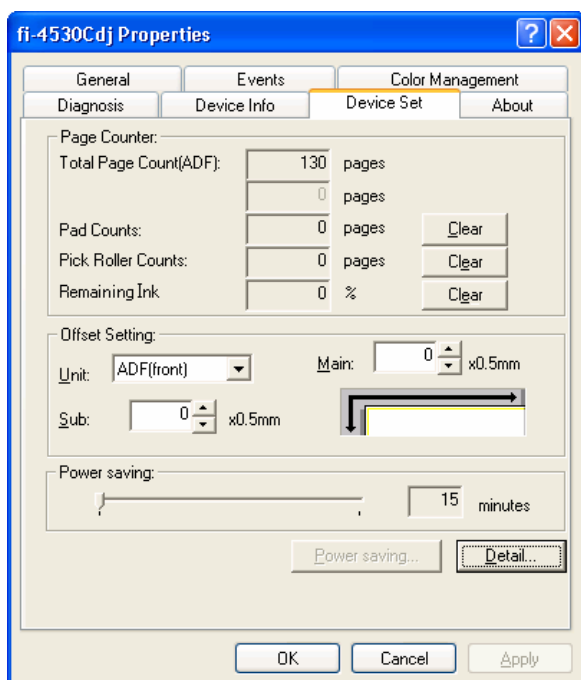 fi-4530Cdj Properties
General Events Color Management
Diagnosis Device Info Device Set About
Page Counter:
Total Page Count(ADF): 130 pages
0 pages
Pad Counts: 0 pages Clear
Pick Roller Counts: 0 pages Clear
Remaining Ink 0 % Clear
Offset Setting:
Unit: ADF(front) Main: 0 x0.5mm
Sub: 0 x0.5mm
Power saving:
15 minutes
Power saving... Detail...
OK Cancel Apply